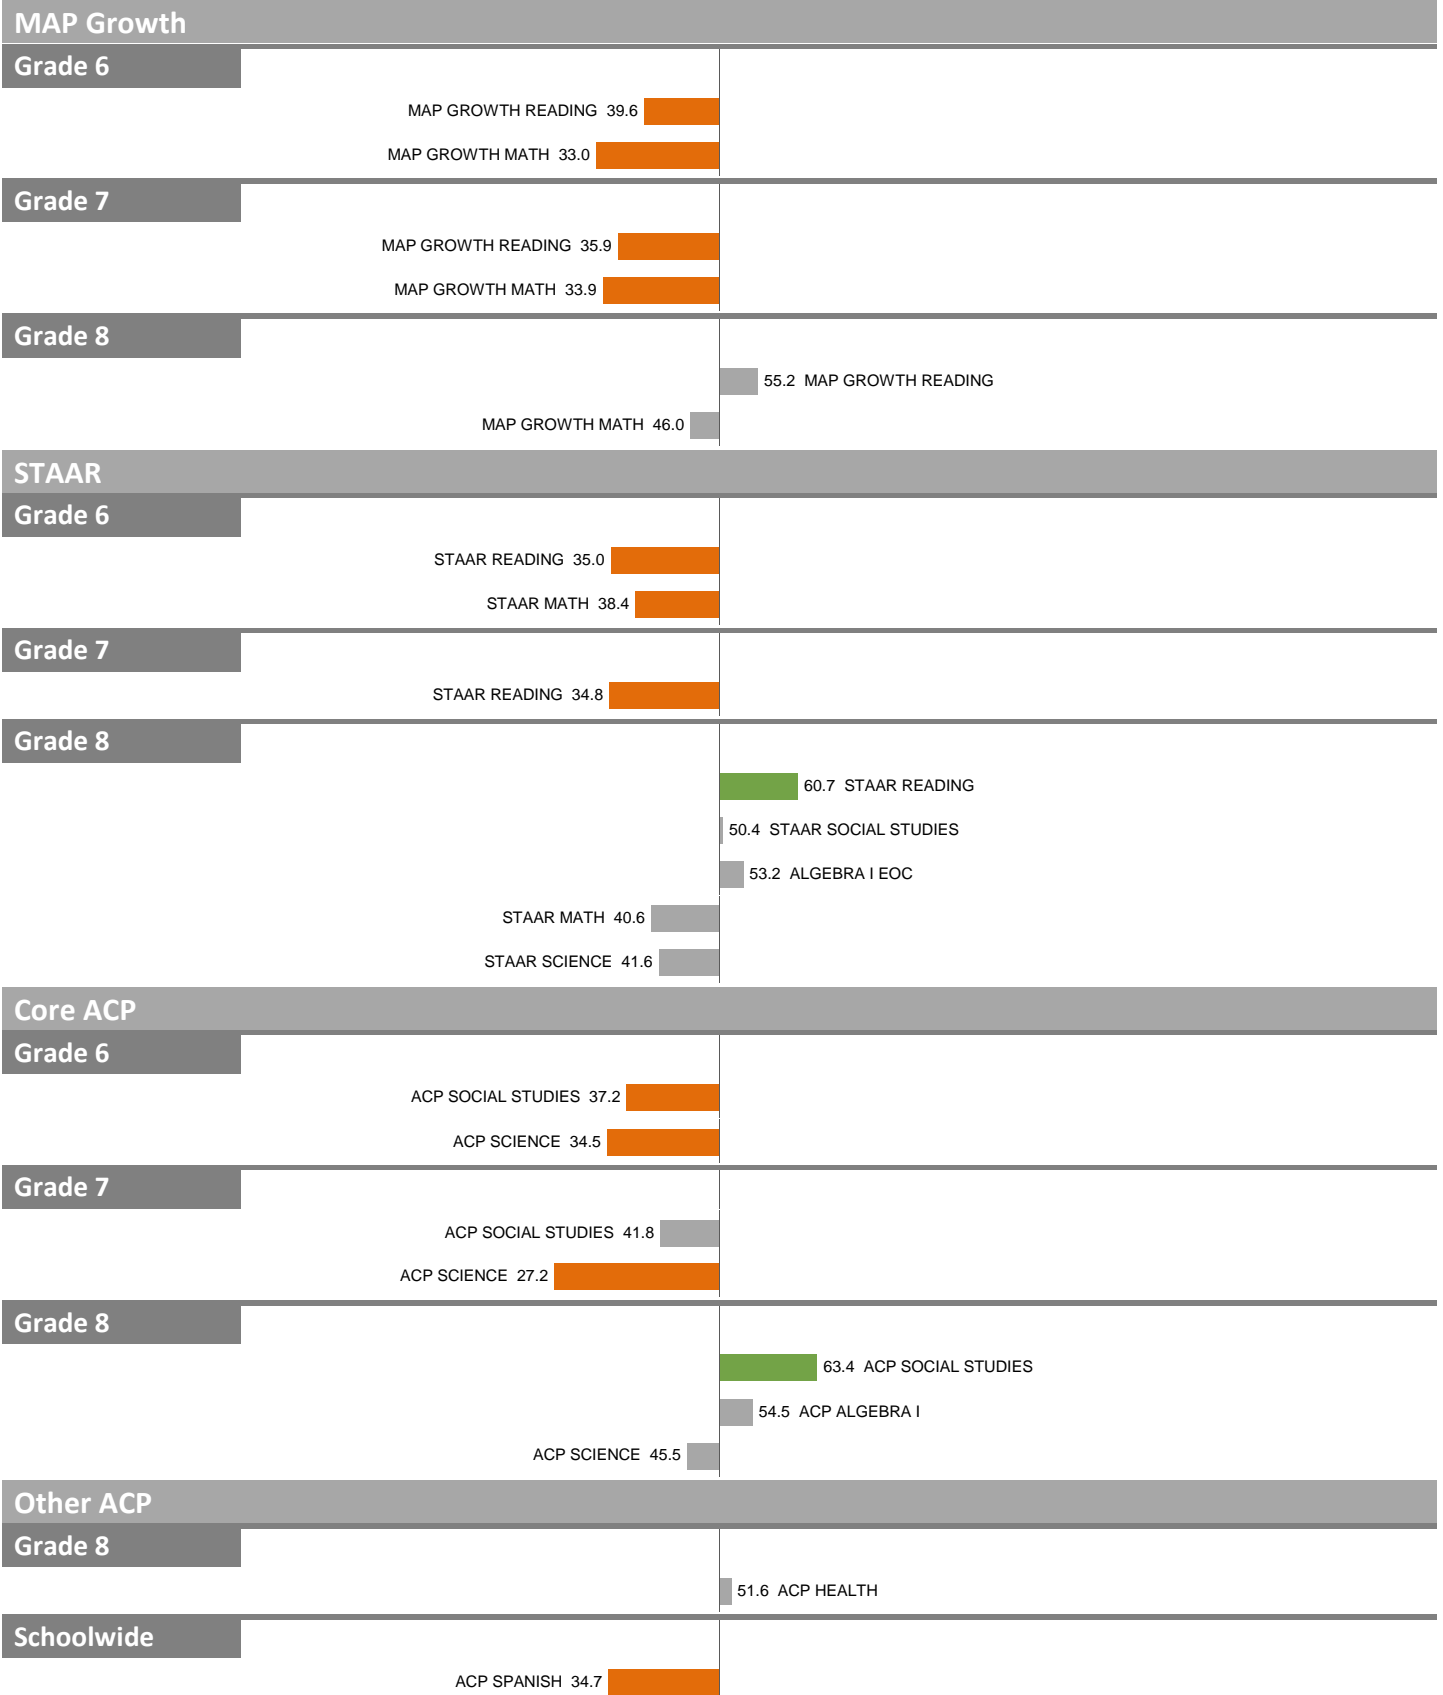 MAP Growth
Grade 6
MAP GROWTH READING 39.6
MAP GROWTH MATH 33.0
Grade 7
MAP GROWTH READING 35.9
MAP GROWTH MATH 33.9
Grade 8
55.2 MAP GROWTH READING
MAP GROWTH MATH 46.0
STAAR
Grade 6
STAAR READING 35.0
STAAR MATH 38.4
Grade 7
STAAR READING 34.8
Grade 8
60.7 STAAR READING
50.4 STAAR SOCIAL STUDIES
53.2 ALGEBRA I EOC
STAAR MATH 40.6
STAAR SCIENCE 41.6
Core ACP
Grade 6
ACP SOCIAL STUDIES 37.2
ACP SCIENCE 34.5
Grade 7
ACP SOCIAL STUDIES 41.8
ACP SCIENCE 27.2
Grade 8
63.4 ACP SOCIAL STUDIES
54.5 ACP ALGEBRA I
ACP SCIENCE 45.5
Other ACP
Grade 8
51.6 ACP HEALTH
Schoolwide
ACP SPANISH 34.7